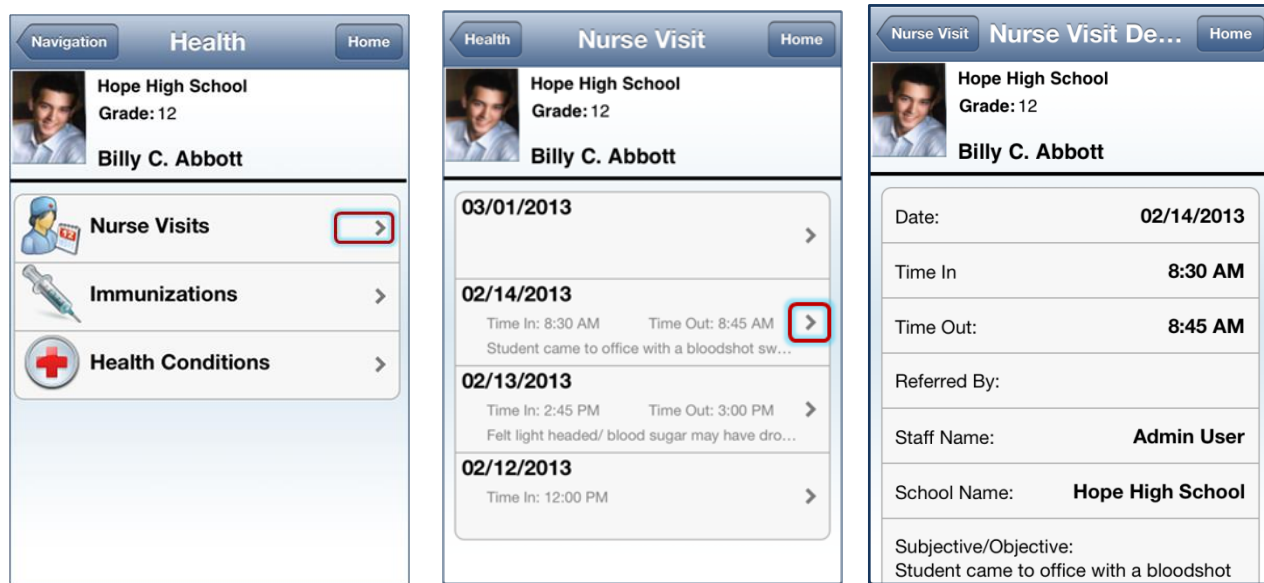 Navigation
Health
Home
Hope High School
Grade: 12
Billy C. Abbott
12
Nurse Visits
Immunizations
Health Conditions
Health
Nurse Visit
Home
Hope High School
Grade: 12
Billy C. Abbott
03/01/2013
02/14/2013
Time In: 8:30 AM Time Out: 8:45 AM
Student came to office with a bloodshot sw...
02/13/2013
Time In: 2:45 PM Time Out: 3:00 PM
Felt light headed/ blood sugar may have dro...
02/12/2013
Time In: 12:00 PM
Nurse Visit
Nurse Visit De...
Home
Hope High School
Grade: 12
Billy C. Abbott
Date: 02/14/2013
Time In 8:30 AM
Time Out: 8:45 AM
Referred By:
Staff Name: Admin User
School Name: Hope High School
Subjective/Objective:
Student came to office with a bloodshot